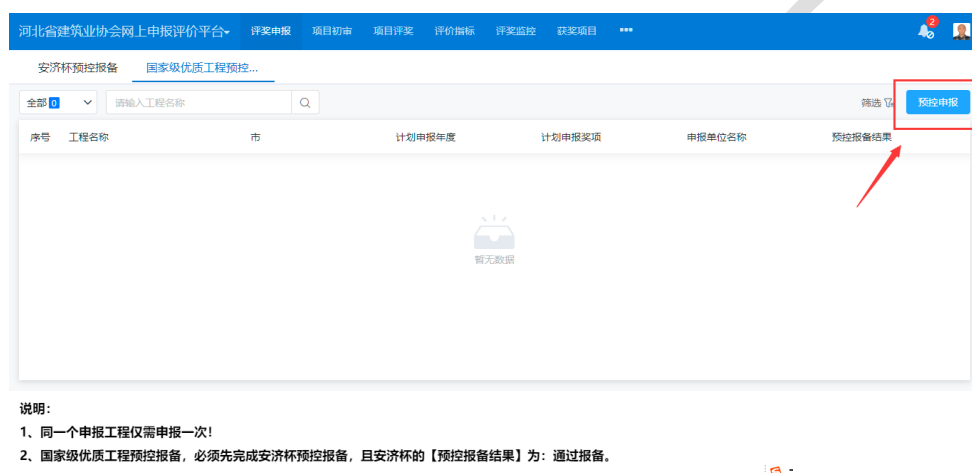 河北省建筑业协会网上申报评价平台 评奖申报 项目初审 项目评奖 评价指标 评奖监控 获奖项目 ••• 2
安济杯预控报备 国家级优质工程预控...
全部 0 请输入工程名称 筛选 预控申报
序号 工程名称 市 计划申报年度 计划申报奖项 申报单位名称 预控报备结果
暂无数据
说明：
1、同一个申报工程仅需申报一次！
2、国家级优质工程预控报备，必须先完成安济杯预控报备，且安济杯的【预控报备结果】为：通过报备。